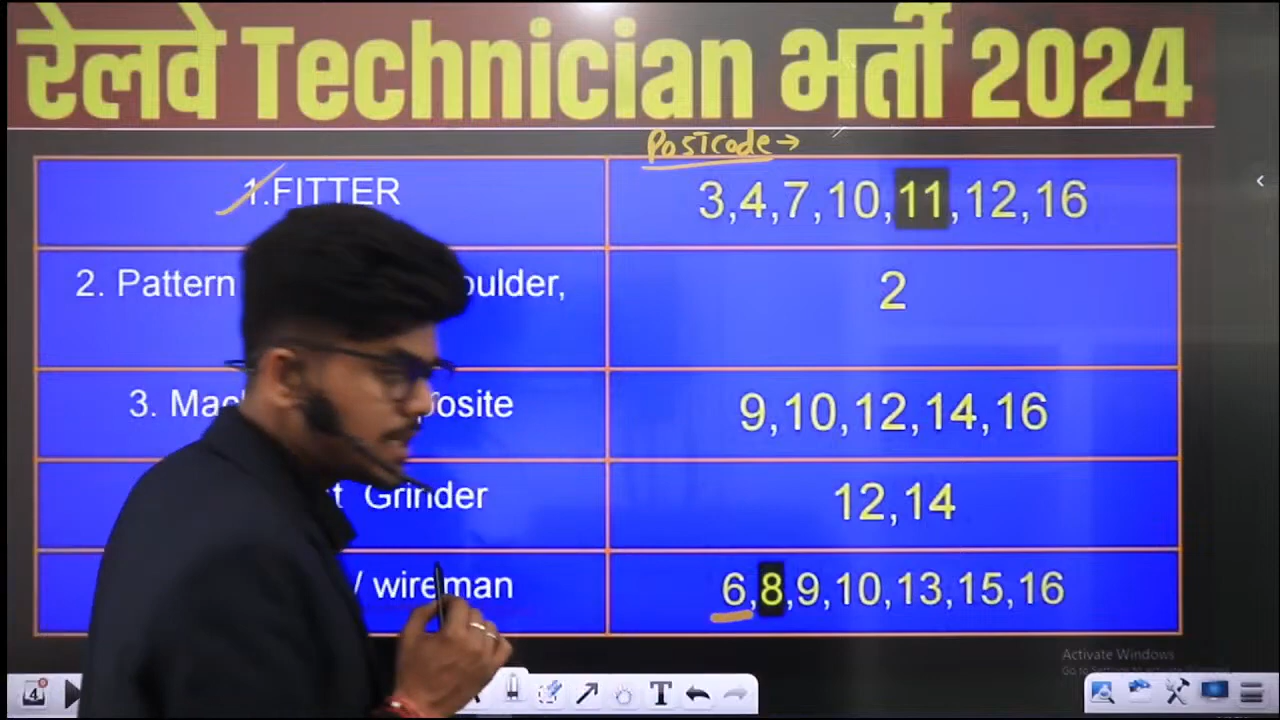 रेलवे Technician भर्ती 2024
Postcode →
1.FITTER
3,4,7,10,11,12,16
2. Pattern oulder,
2
3. Mac posite
9,10,12,14,16
t Grinder
12,14
/ wireman
6,8,9,10,13,15,16
Activate Windows
4
T